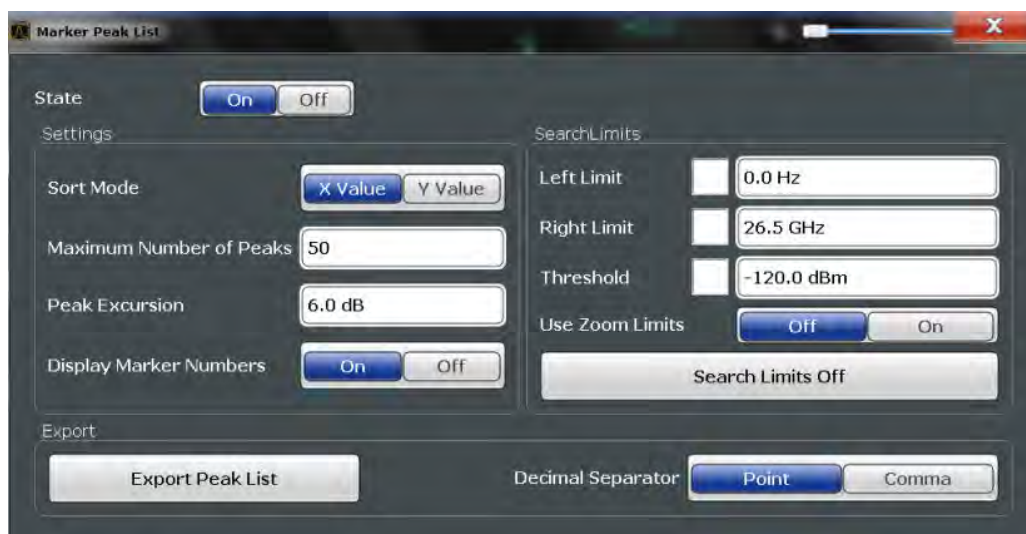 Marker Peak List
X
State On Off
Settings
Sort Mode X Value Y Value
Maximum Number of Peaks 50
Peak Excursion 6.0 dB
Display Marker Numbers On Off
SearchLimits
Left Limit 0.0 Hz
Right Limit 26.5 GHz
Threshold -120.0 dBm
Use Zoom Limits Off On
Search Limits Off
Export
Export Peak List Decimal Separator Point Comma